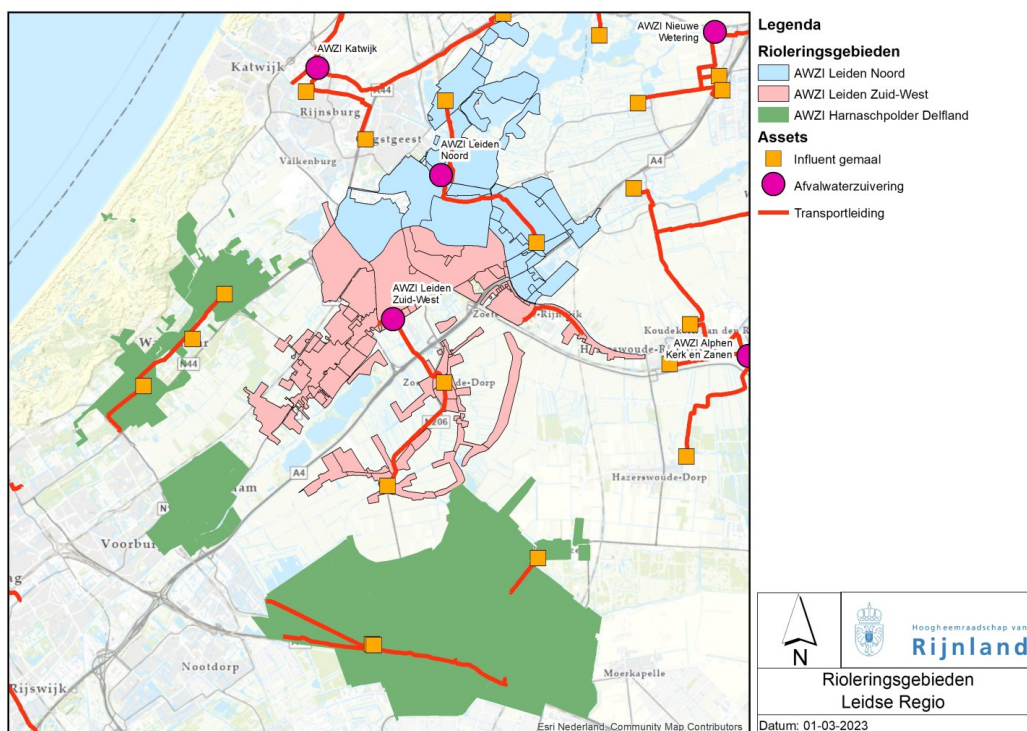 AWZI Nieuwe
Wetering
AWZI Katwijk
Katwijk
A44
Rijnsburg
Valkenburg
AWZI Leiden
Noord
A4
AWZI Leiden
Zuid-West
N44
N206
A4
AWZI Alphen
Kerk en Zanen
Hazerswoude-Dorp
Nootdorp
Moerkapelle
Rijswijk
Esri Nederland, Community Map Contributors
Legenda
Rioleringsgebieden
AWZI Leiden Noord
AWZI Leiden Zuid-West
AWZI Harnaschpolder Delfland
Assets
Influent gemaal
Afvalwaterzuivering
Transportleiding
N
Hoogheemraadschap van
Rijnland
Rioleringsgebieden
Leidse Regio
Datum: 01-03-2023